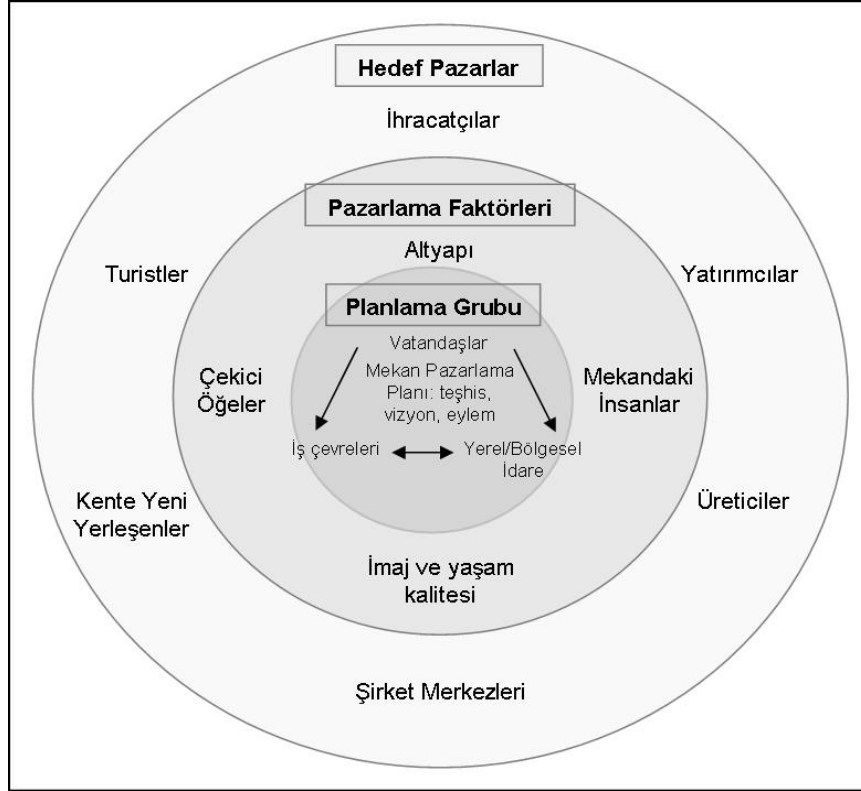 Hedef Pazarlar
İhracatçılar
Pazarlama Faktörleri
Altyapı
Turistler
Yatırımcılar
Planlama Grubu
Vatandaşlar
Mekan Pazarlama
Planı: teşhis,
vizyon, eylem
Çekici
Öğeler
Mekandaki
İnsanlar
İş çevreleri
Yerel/Bölgesel
İdare
Kente Yeni
Yerleşenler
Üreticiler
İmaj ve yaşam
kalitesi
Şirket Merkezleri